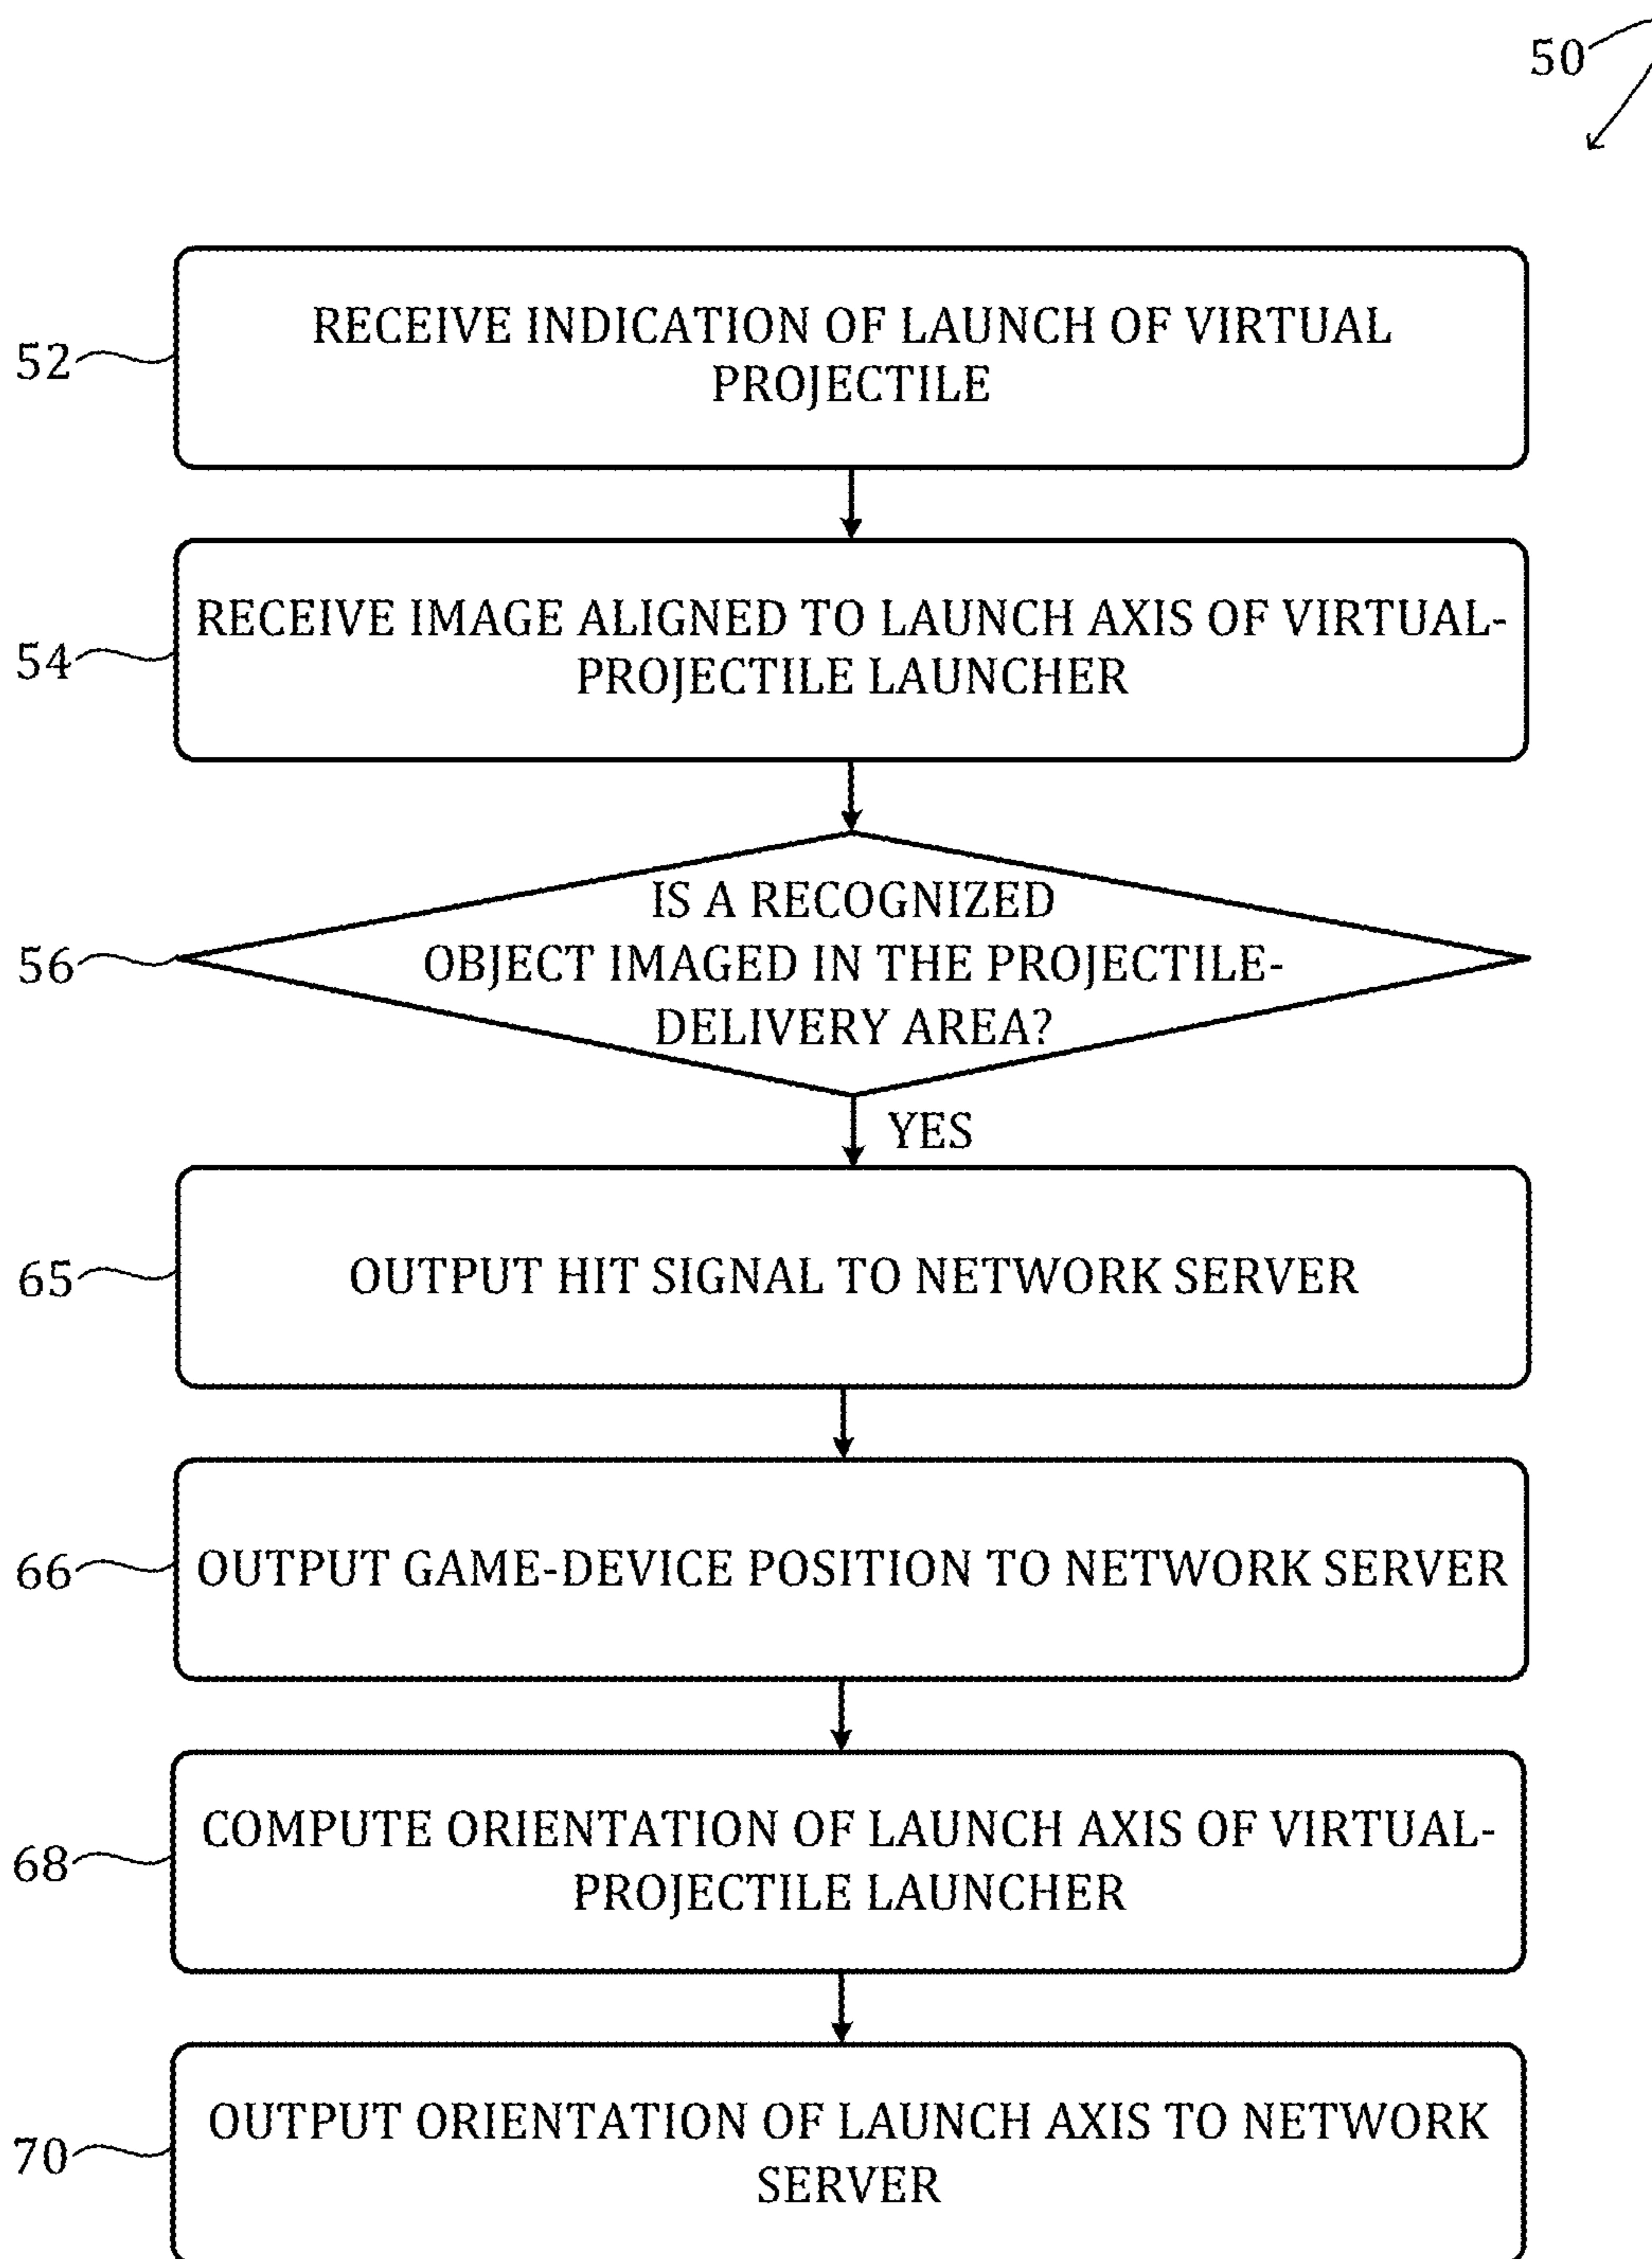 50
52
RECEIVE INDICATION OF LAUNCH OF VIRTUAL
PROJECTILE
54
RECEIVE IMAGE ALIGNED TO LAUNCH AXIS OF VIRTUAL-
PROJECTILE LAUNCHER
56
IS A RECOGNIZED
OBJECT IMAGED IN THE PROJECTILE-
DELIVERY AREA?
YES
65
OUTPUT HIT SIGNAL TO NETWORK SERVER
66
OUTPUT GAME-DEVICE POSITION TO NETWORK SERVER
68
COMPUTE ORIENTATION OF LAUNCH AXIS OF VIRTUAL-
PROJECTILE LAUNCHER
70
OUTPUT ORIENTATION OF LAUNCH AXIS TO NETWORK
SERVER